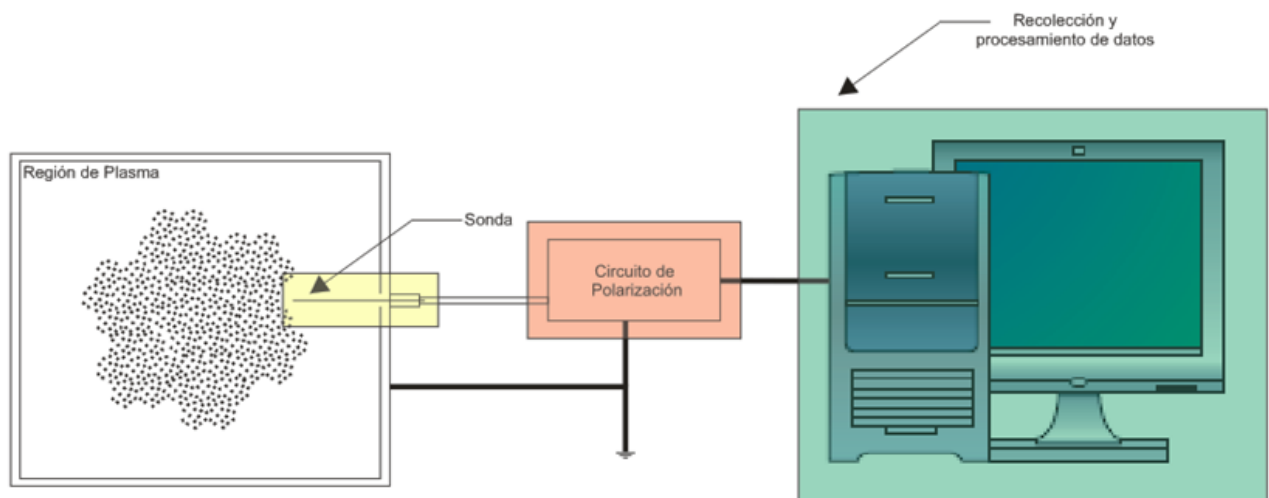 Recolección y
procesamiento de datos
Región de Plasma
Sonda
Circuito de
Polarización